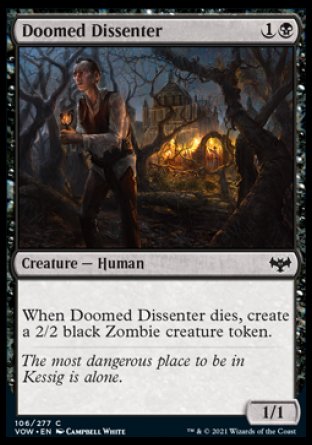 Doomed Dissenter 1
Creature — Human
When Doomed Dissenter dies, create
a 2/2 black Zombie creature token.
The most dangerous place to be in
Kessig is alone.
1/1
106/277 C
VOW • EN CAMPBELL WHITE
™ & © 2021 Wizards of the Coast